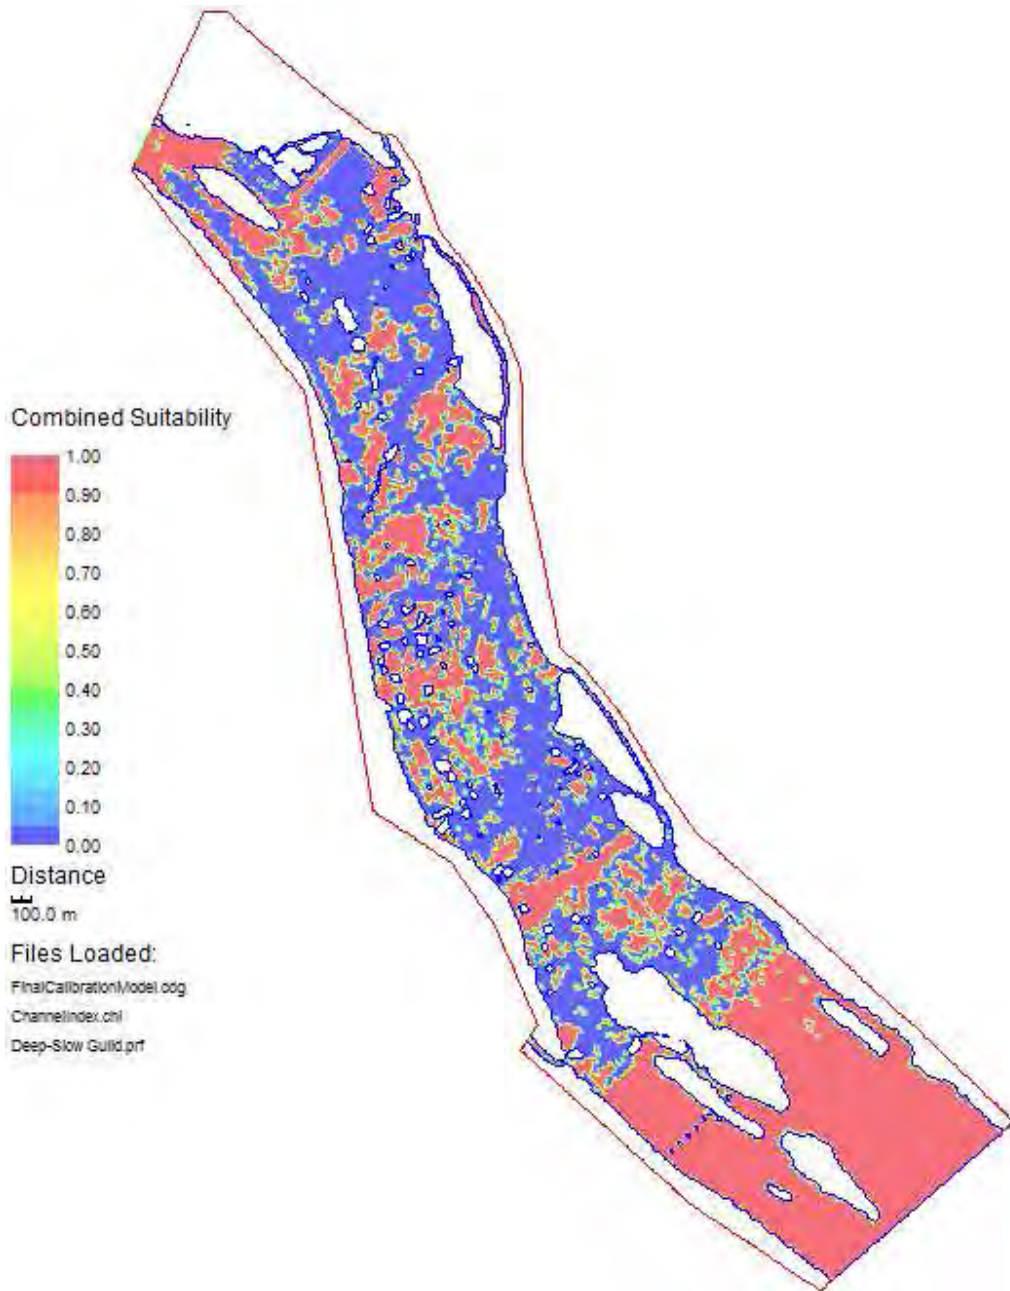 Combined Suitability
1.00
0.90
0.80
0.70
0.60
0.50
0.40
0.30
0.20
0.10
0.00
Distance
100.0 m
Files Loaded:
FinalCalibrationModel.cdg
ChannelIndex.chi
Deep-Slow Guild.prf